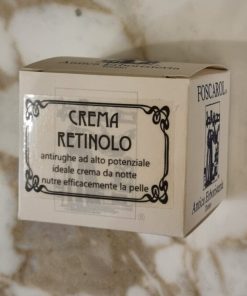 CREMA
RETINOLO
antirughe ad alto potenziale
ideale crema da notte
nutre efficacemente la pelle
FOSCAROL
Antica Erboristeria